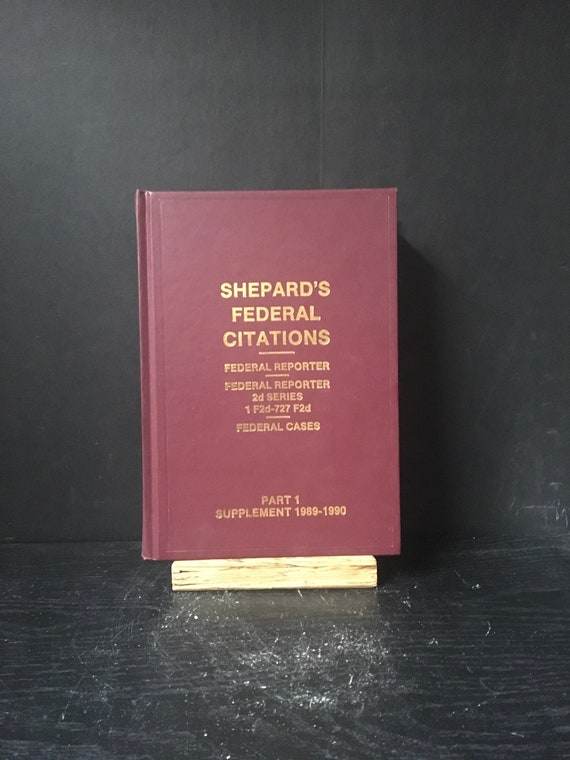 SHEPARD'S
FEDERAL
CITATIONS
FEDERAL REPORTER
FEDERAL REPORTER
2d SERIES
1 F2d-727 F2d
FEDERAL CASES
PART 1
SUPPLEMENT 1989-1990